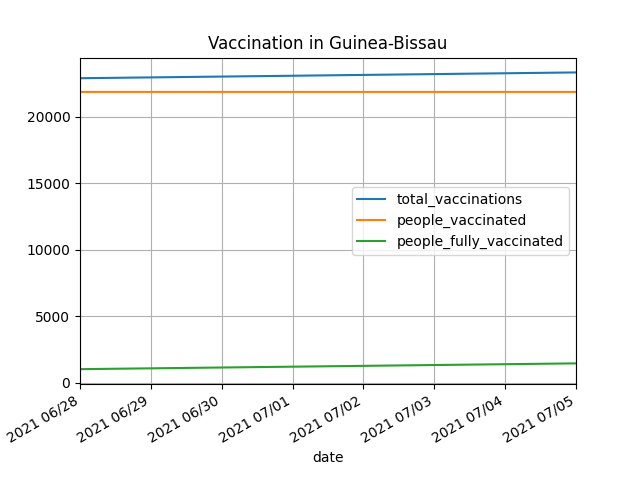 Vaccination in Guinea-Bissau
20000
15000
10000
5000
0
total_vaccinations
people_vaccinated
people_fully_vaccinated
2021 06/28
2021 06/29
2021 06/30
2021 07/01
2021 07/02
2021 07/03
2021 07/04
2021 07/05
date